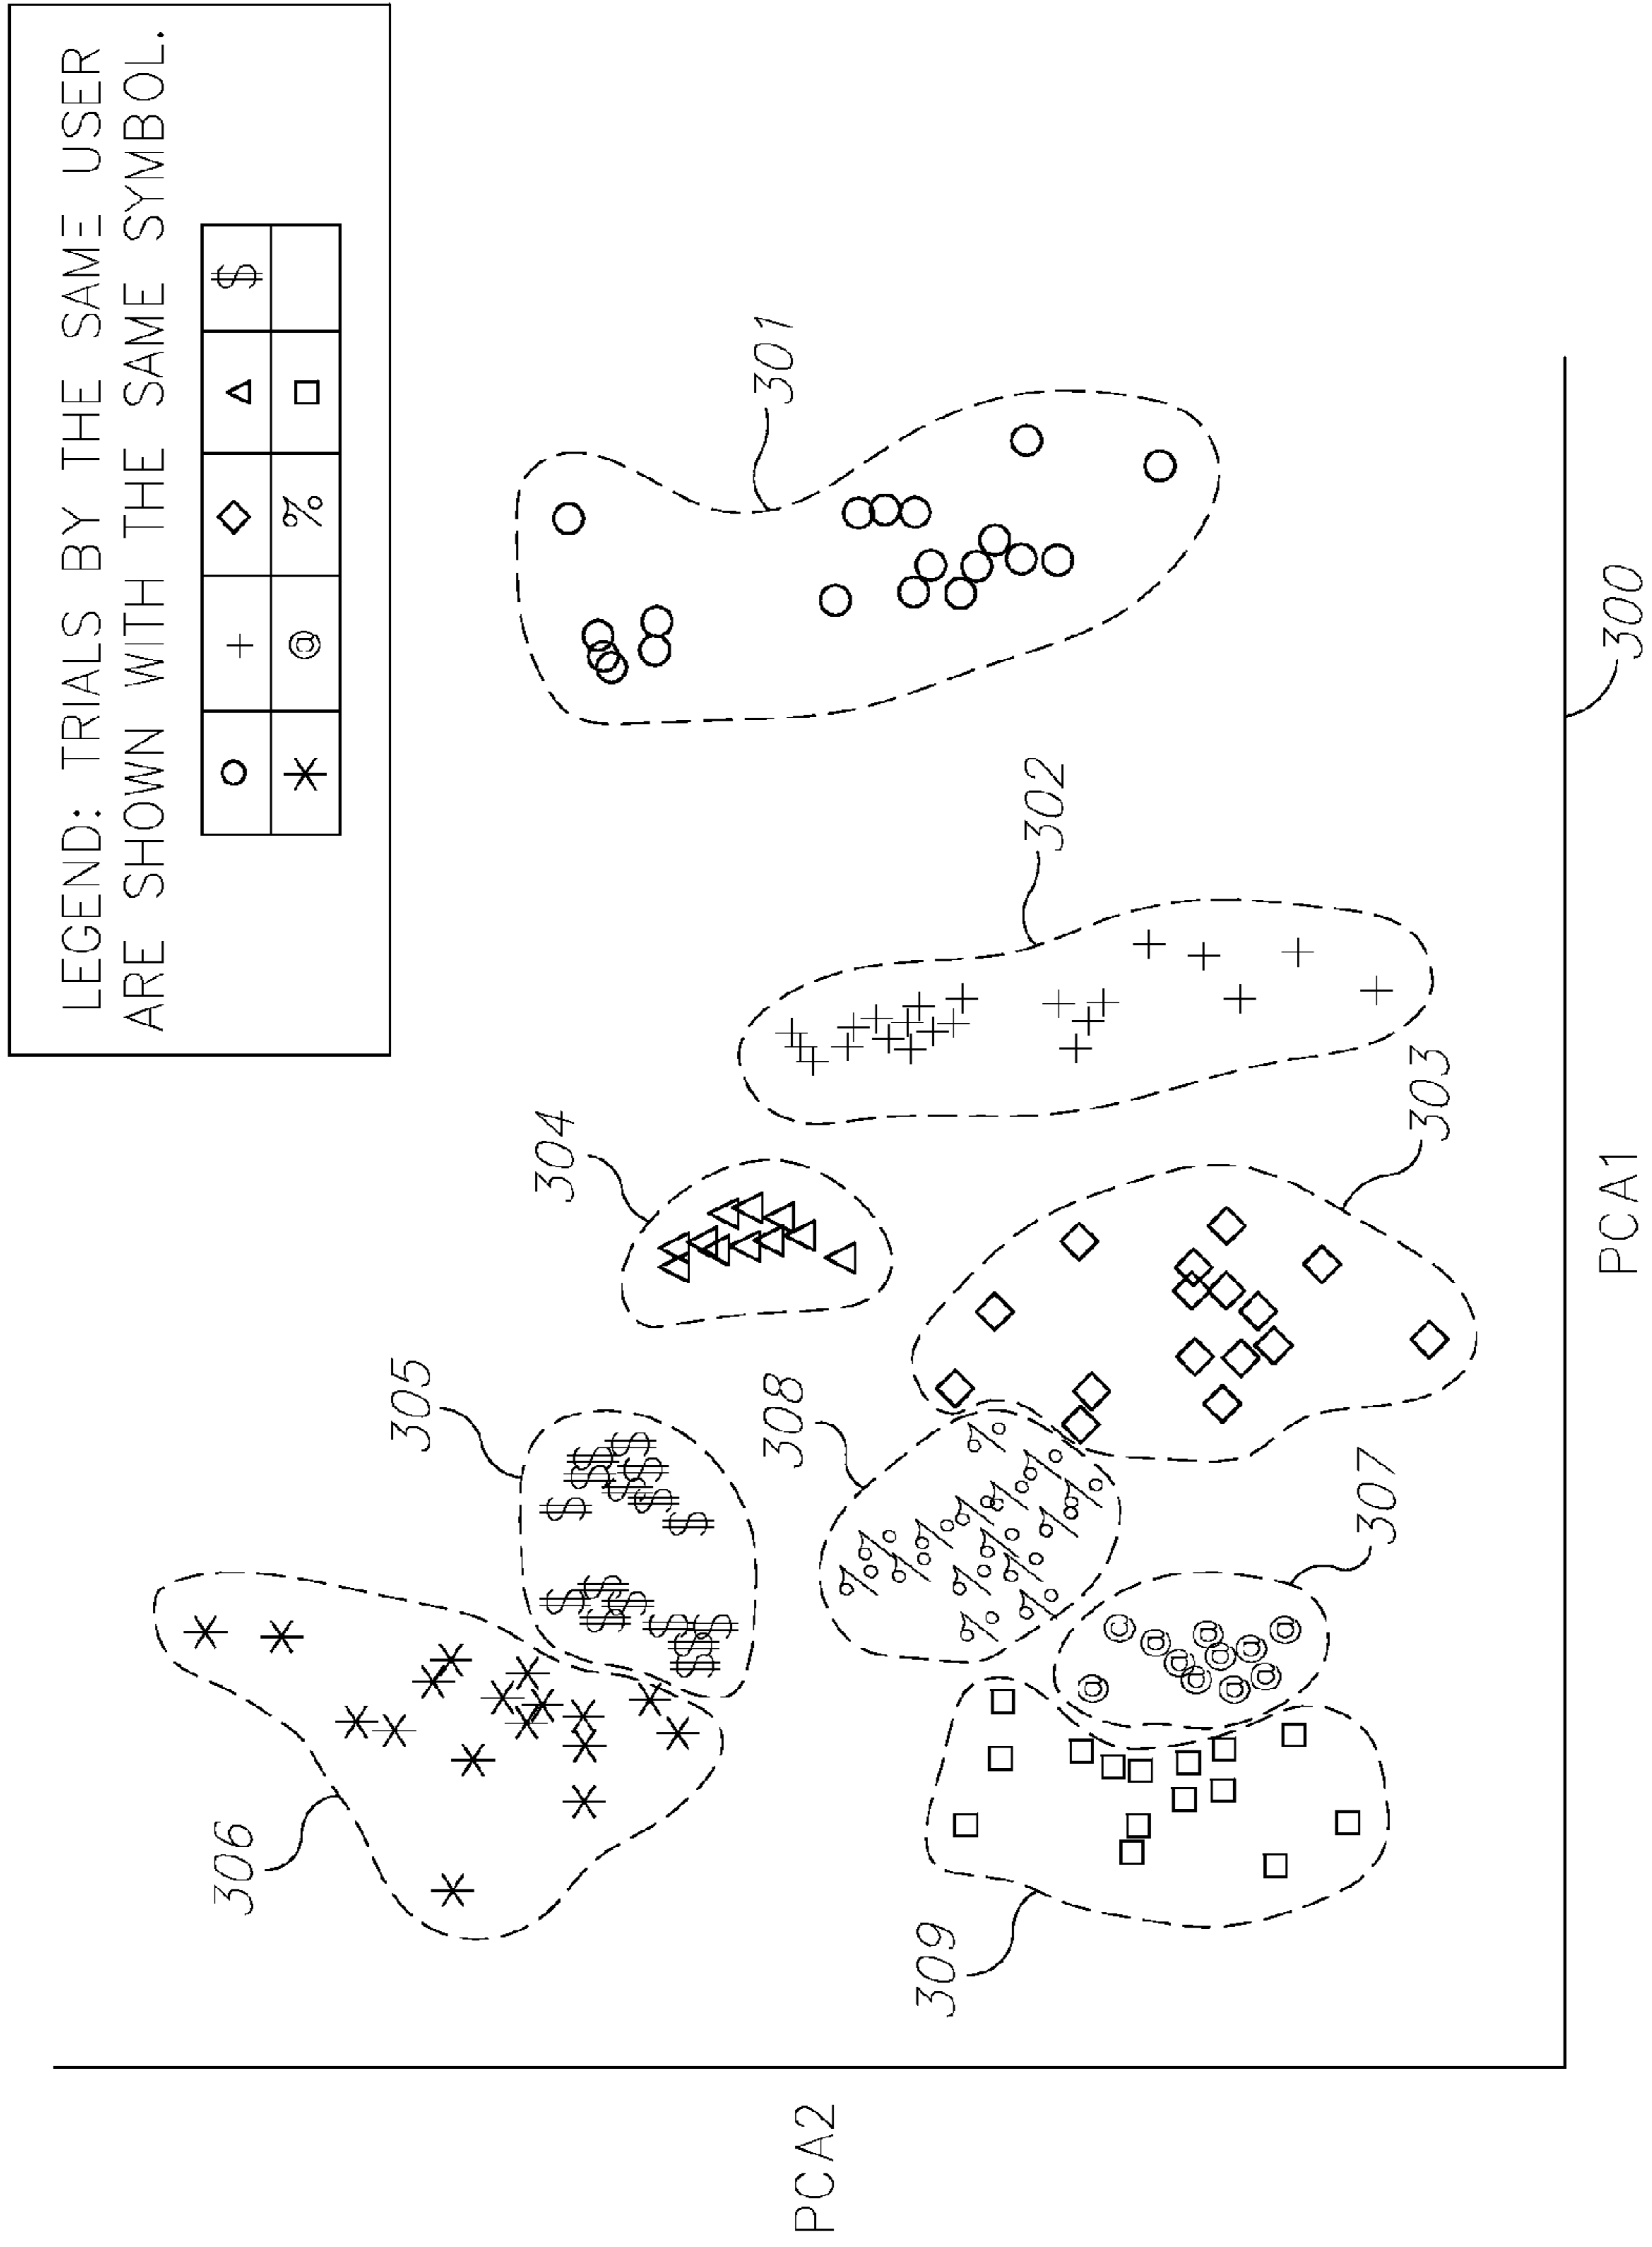 LEGEND: TRIALS BY THE SAME USER
ARE SHOWN WITH THE SAME SYMBOL.
○ + ◇ △ $
* @ % □
301
302
304
303
305
308
307
306
309
300
PCA2
PCA1